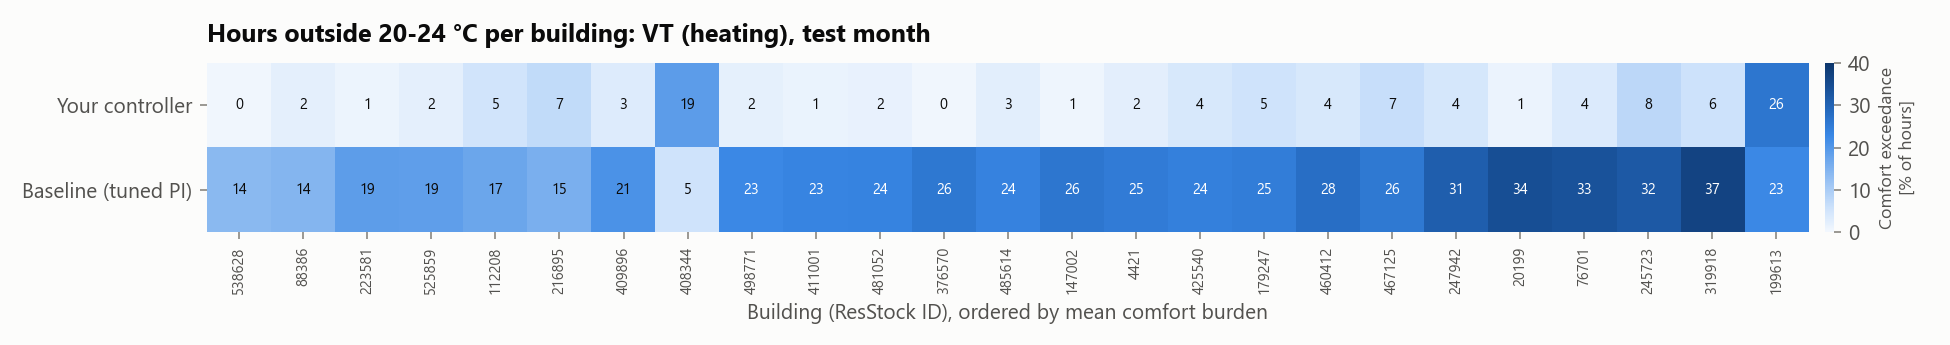 Hours outside 20-24 °C per building: VT (heating), test month
Your controller 0 2 1 2 5 7 3 19 2 1 2 0 3 1 2 4 5 4 7 4 1 4 8 6 26
Baseline (tuned PI) 14 14 19 19 17 15 21 5 23 23 24 26 24 26 25 24 25 28 26 31 34 33 32 37 23
538628 88386 223581 525859 112208 216895 409896 408344 498771 411001 481052 376570 485614 147002 4421 425540 179247 460412 467125 247942 240199 76701 245723 319918 199613
Building (ResStock ID), ordered by mean comfort burden
40
30
20
10
0
Comfort exceedance
[% of hours]